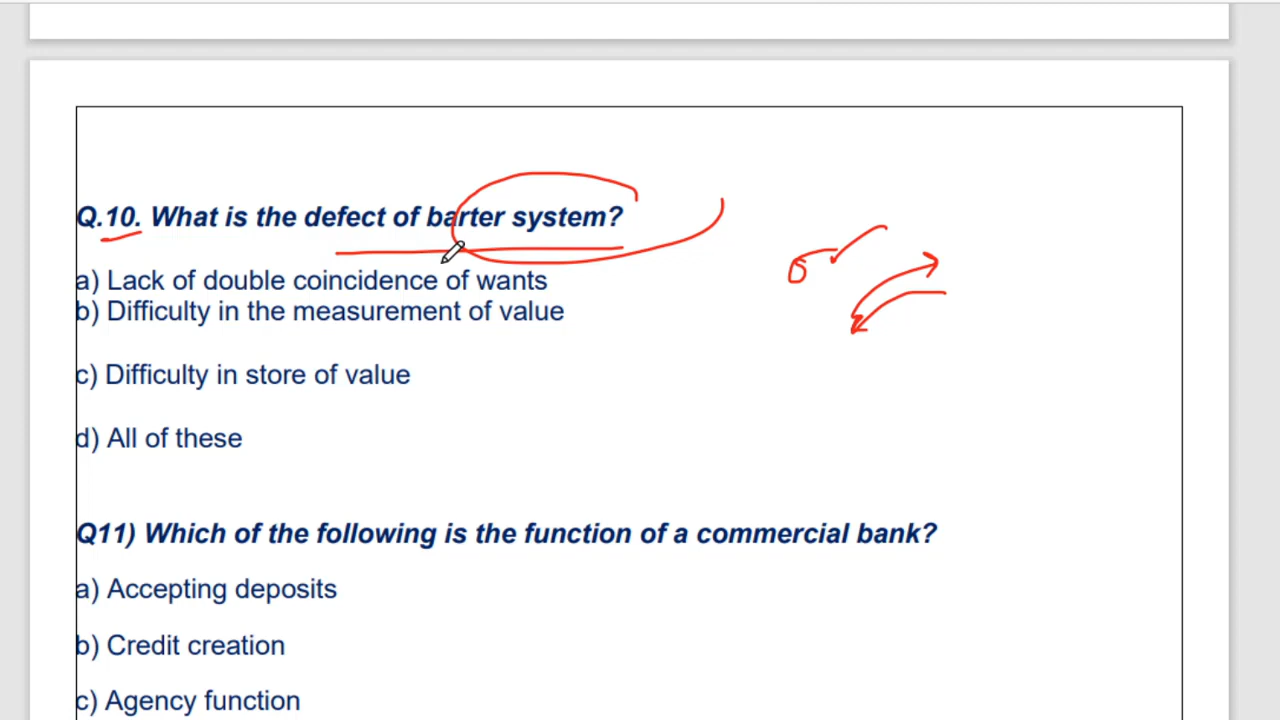 Q.10. What is the defect of barter system?
a) Lack of double coincidence of wants
b) Difficulty in the measurement of value
c) Difficulty in store of value
d) All of these
Q11) Which of the following is the function of a commercial bank?
a) Accepting deposits
b) Credit creation
c) Agency function